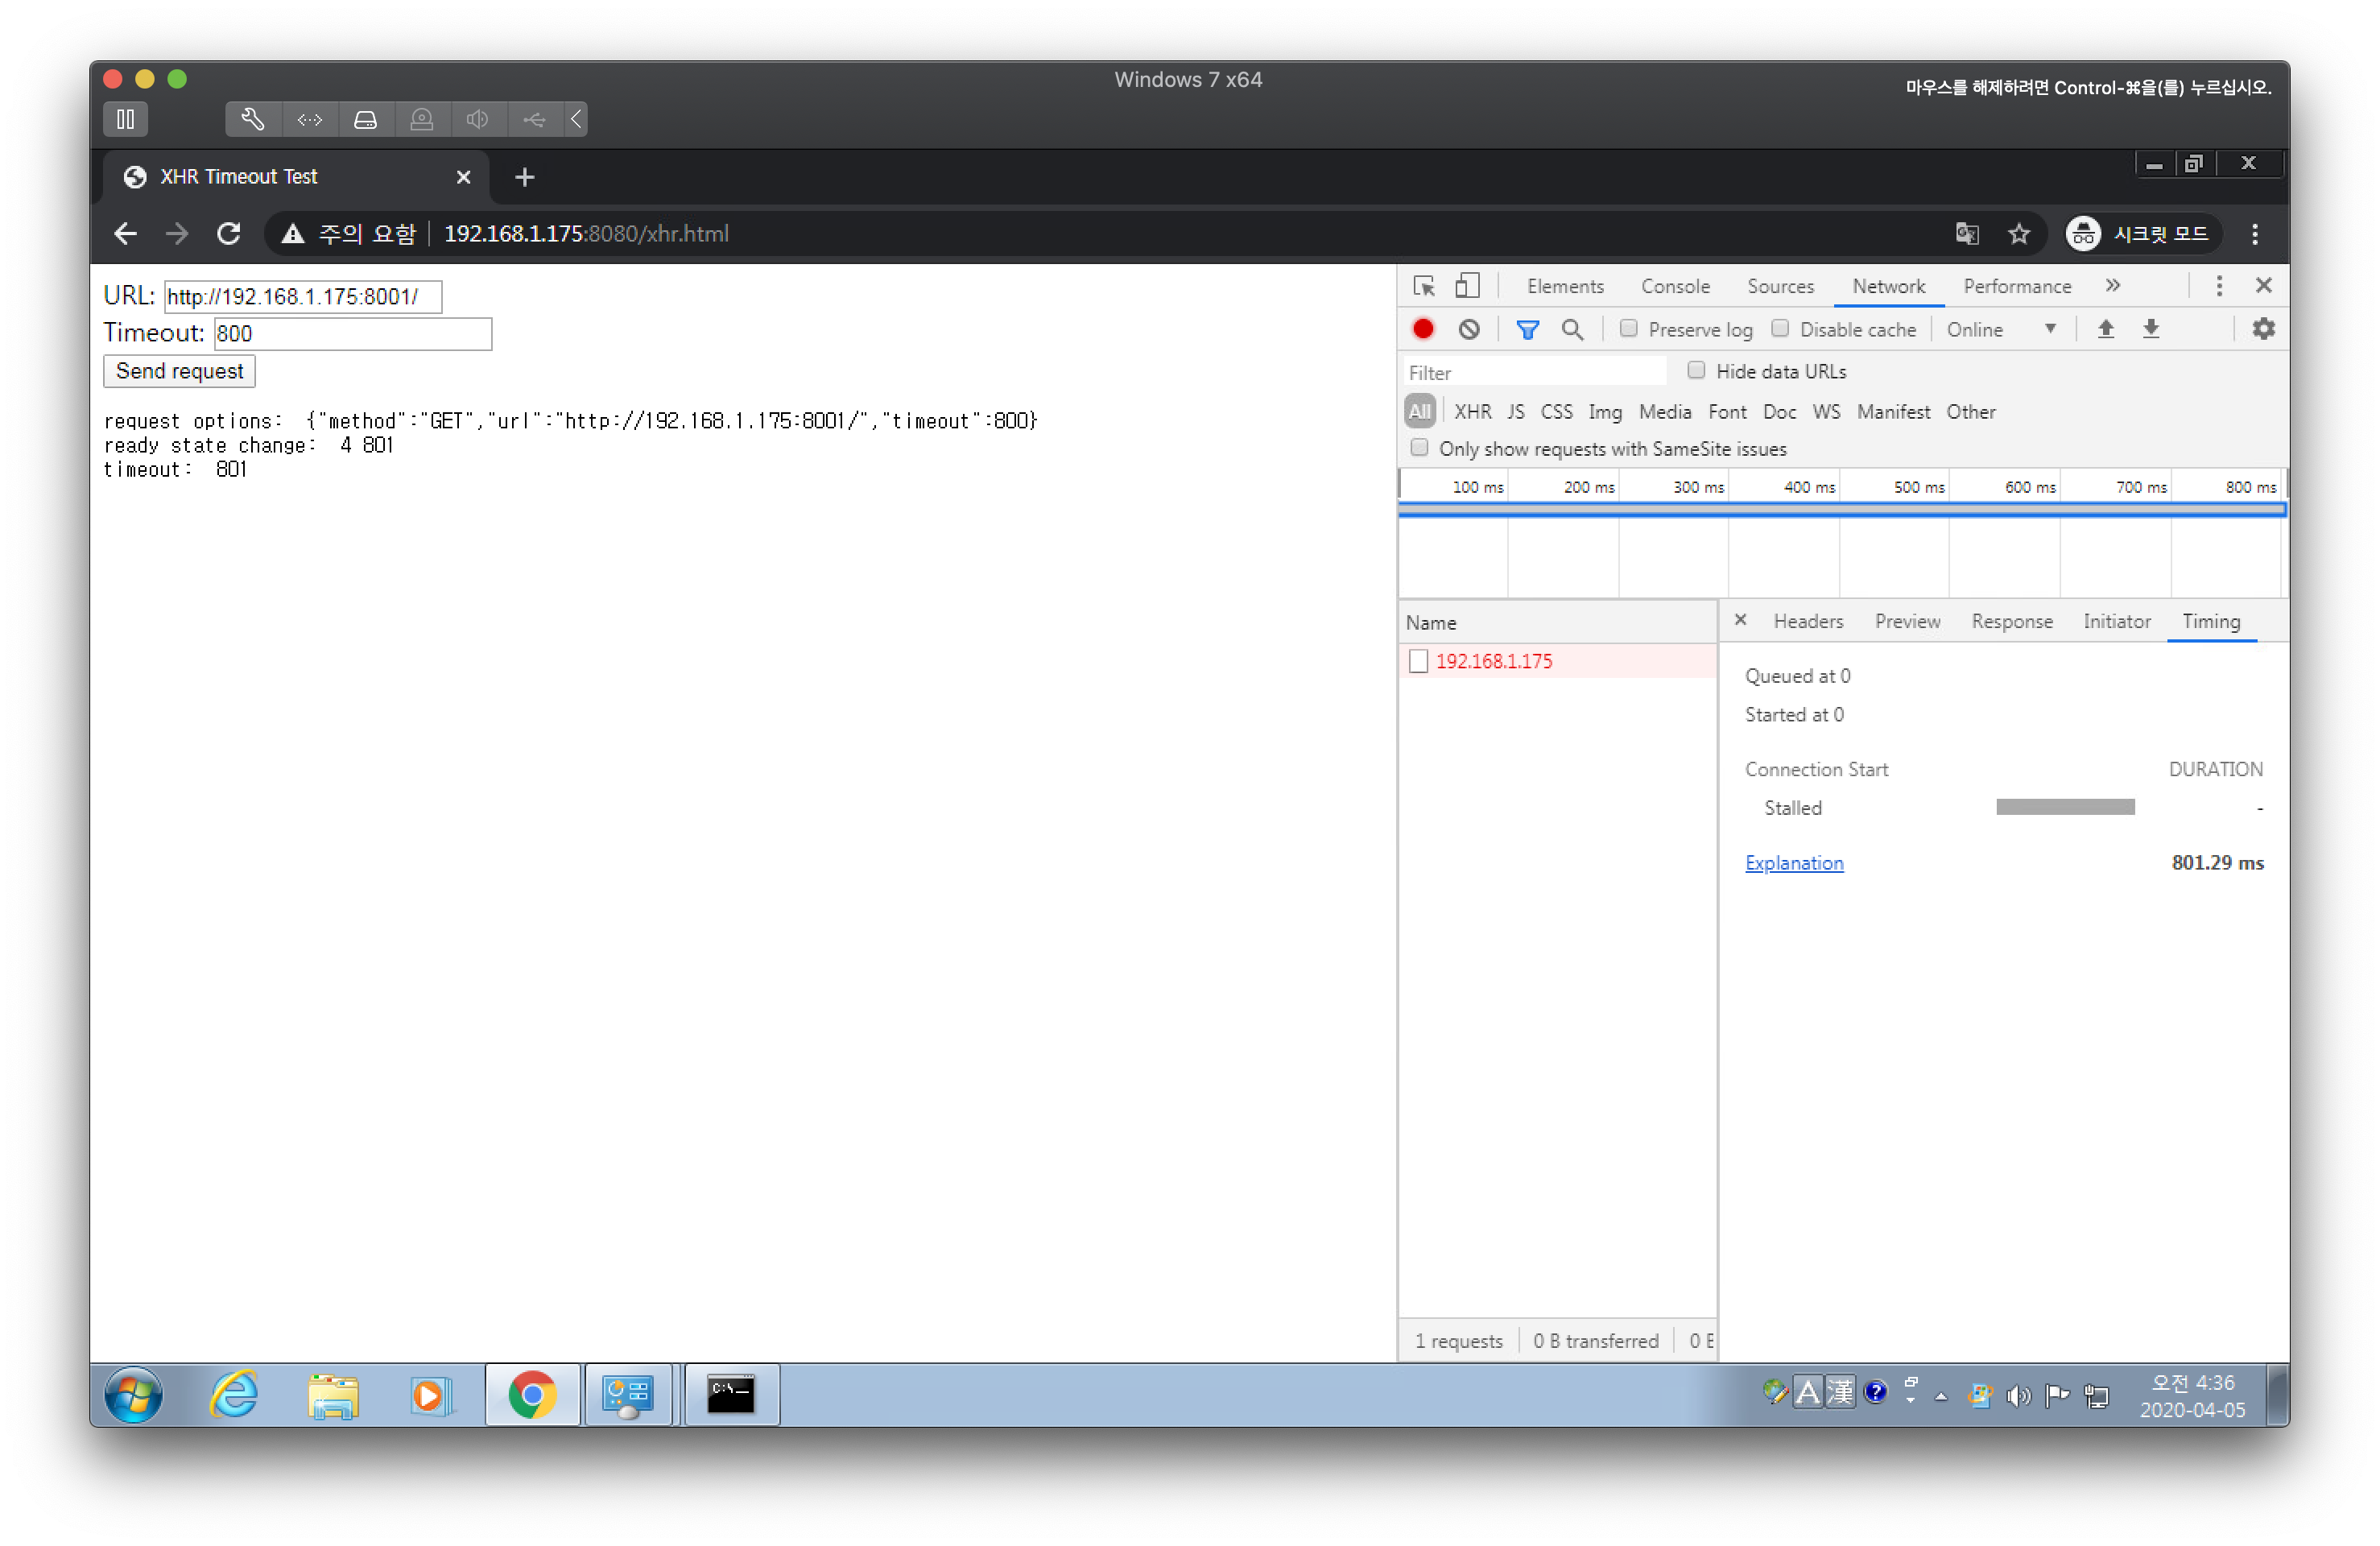 Windows 7 x64
마우스를 해제하려면 Control-⌘을(를) 누르십시오.
XHR Timeout Test
주의 요함 192.168.1.175:8080/xhr.html
시크릿 모드
URL: http://192.168.1.175:8001/
Timeout: 800
Send request
request options: {"method":"GET","url":"http://192.168.1.175:8001/","timeout":800}
ready state change: 4 801
timeout: 801
Elements Console Sources Network Performance
Preserve log Disable cache Online
Filter Hide data URLs
All XHR JS CSS Img Media Font Doc WS Manifest Other
Only show requests with SameSite issues
100 ms 200 ms 300 ms 400 ms 500 ms 600 ms 700 ms 800 ms
Name
192.168.1.175
Headers Preview Response Initiator Timing
Queued at 0
Started at 0
Connection Start DURATION
Stalled -
Explanation 801.29 ms
1 requests 0 B transferred 0 B
C:\_
A 漢
오전 4:36
2020-04-05